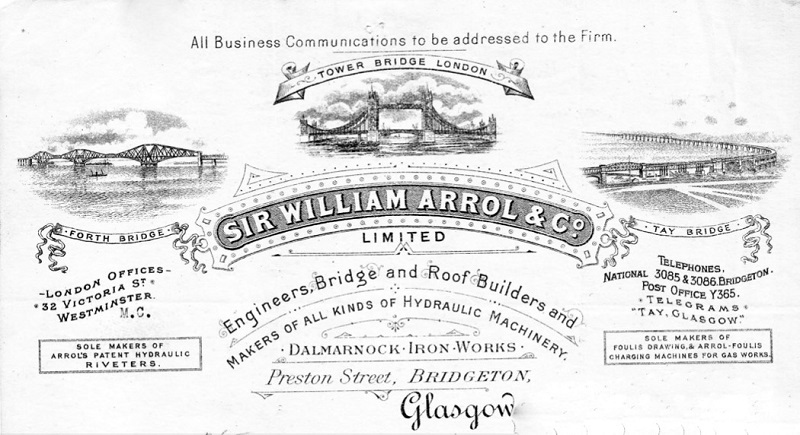 All Business Communications to be addressed to the Firm.
TOWER BRIDGE LONDON
FORTH BRIDGE
TAY BRIDGE
SIR WILLIAM ARROL & Co.
LIMITED
Engineers, Bridge and Roof Builders and
MAKERS OF ALL KINDS OF HYDRAULIC MACHINERY.
· DALMARNOCK · IRON · WORKS ·
Preston Street, BRIDGETON,
Glasgow
-LONDON OFFICES-
32 VICTORIA ST.
WESTMINSTER.
M.C.
SOLE MAKERS OF
ARROL'S PATENT HYDRAULIC
RIVETERS.
TELEPHONES.
NATIONAL 3085 & 3086. BRIDGETON.
POST OFFICE Y365.
TELEGRAMS
"TAY, GLASGOW"
SOLE MAKERS OF
FOULIS DRAWING, & ARROL-FOULIS
CHARGING MACHINES FOR GAS WORKS.